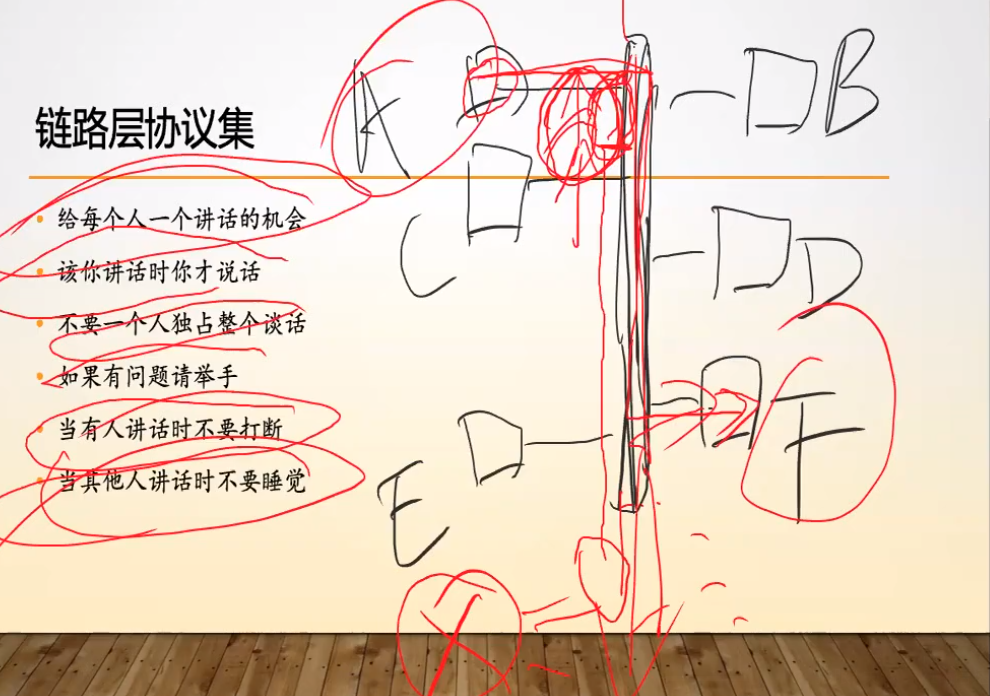 链路层协议集
给每个人一个讲话的机会
该你讲话时你才说话
不要一个人独占整个谈话
如果有问题请举手
当有人讲话时不要打断
当其他人讲话时不要睡觉
A
B
C
D
E
F